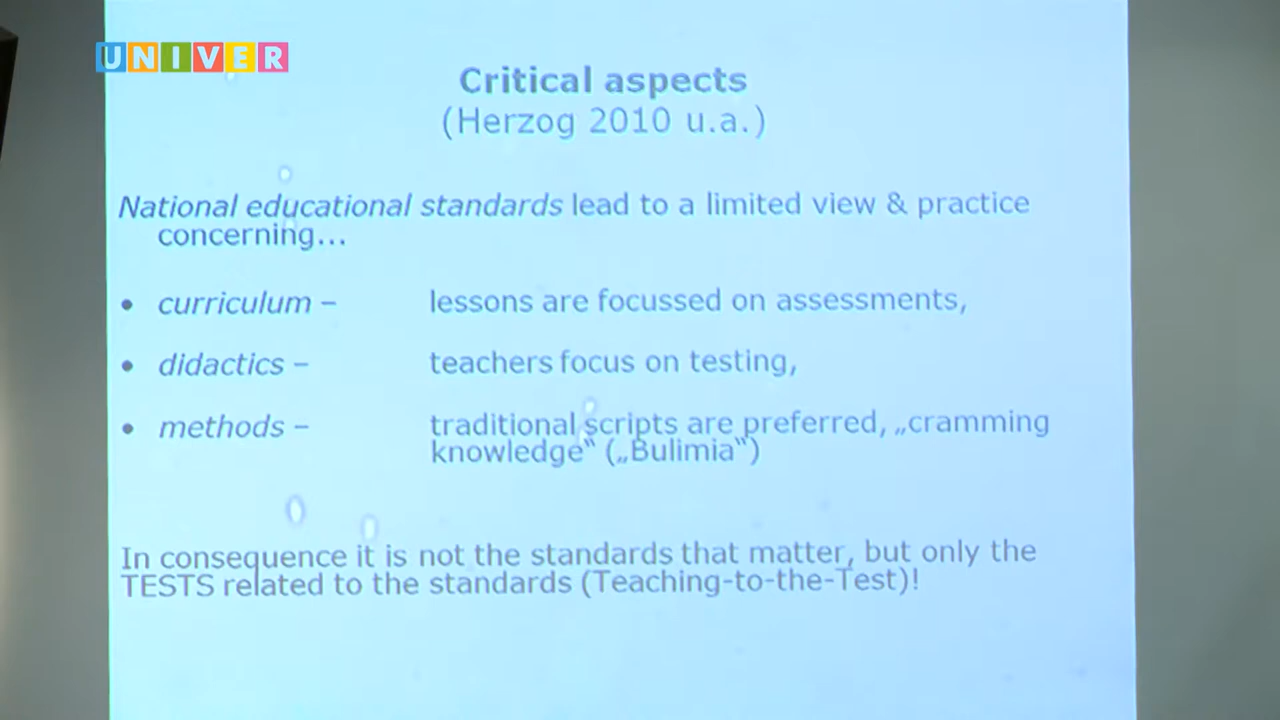 UNIVER
Critical aspects
(Herzog 2010 u.a.)
National educational standards lead to a limited view & practice
concerning...
• curriculum – lessons are focussed on assessments,
• didactics – teachers focus on testing,
• methods – traditional scripts are preferred, „cramming
knowledge“ („Bulimia“)
In consequence it is not the standards that matter, but only the
TESTS related to the standards (Teaching-to-the-Test)!